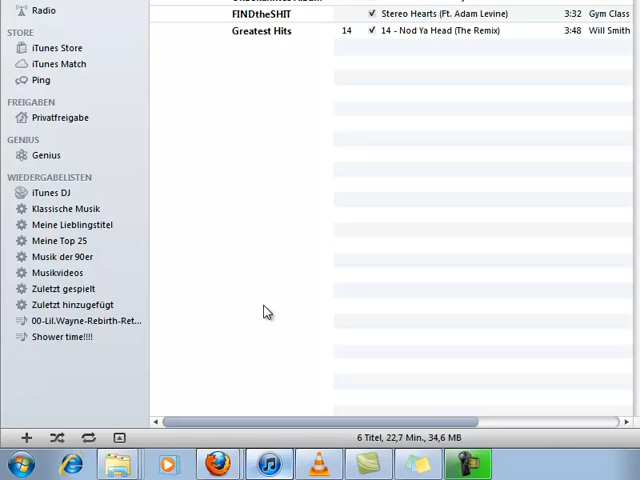 Radio
FINDtheSHIT Stereo Hearts (Ft. Adam Levine) 3:32 Gym Class
STORE
Greatest Hits 14 14 - Nod Ya Head (The Remix) 3:48 Will Smith
iTunes Store
iTunes Match
Ping
FREIGABEN
Privatfreigabe
GENIUS
Genius
WIEDERGABELISTEN
iTunes DJ
Klassische Musik
Meine Lieblingstitel
Meine Top 25
Musik der 90er
Musikvideos
Zuletzt gespielt
Zuletzt hinzugefügt
00-Lil.Wayne-Rebirth-Ret...
Shower time!!!!
6 Titel, 22,7 Min., 34,6 MB